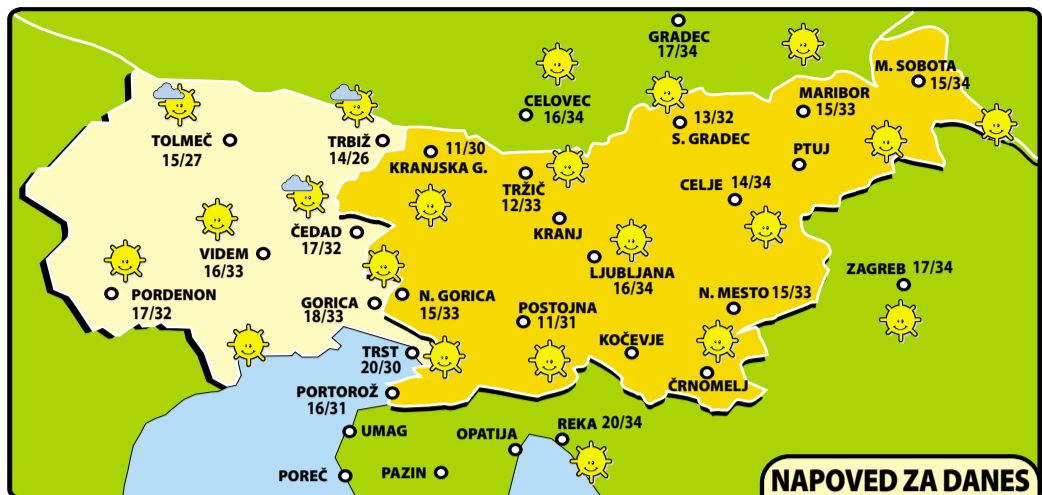 GRADEC
17/34
M. SOBOTA
15/34
MARIBOR
15/33
CELOVEC
16/34
13/32
S. GRADEC
TOLMEČ
15/27
TRBIŽ
14/26
11/30
KRANJSKA G.
PTUJ
TRŽIČ
12/33
CELJE 14/34
KRANJ
ČEDAD
17/32
VIDEM
16/33
LJUBLJANA
16/34
ZAGREB 17/34
PORDENON
17/32
GORICA
18/33
N. GORICA
15/33
N. MESTO 15/33
POSTOJNA
11/31
KOČEVJE
TRST
20/30
ČRNOMELJ
PORTOROŽ
16/31
UMAG
OPATIJA
REKA 20/34
POREČ
PAZIN
NAPOVED ZA DANES